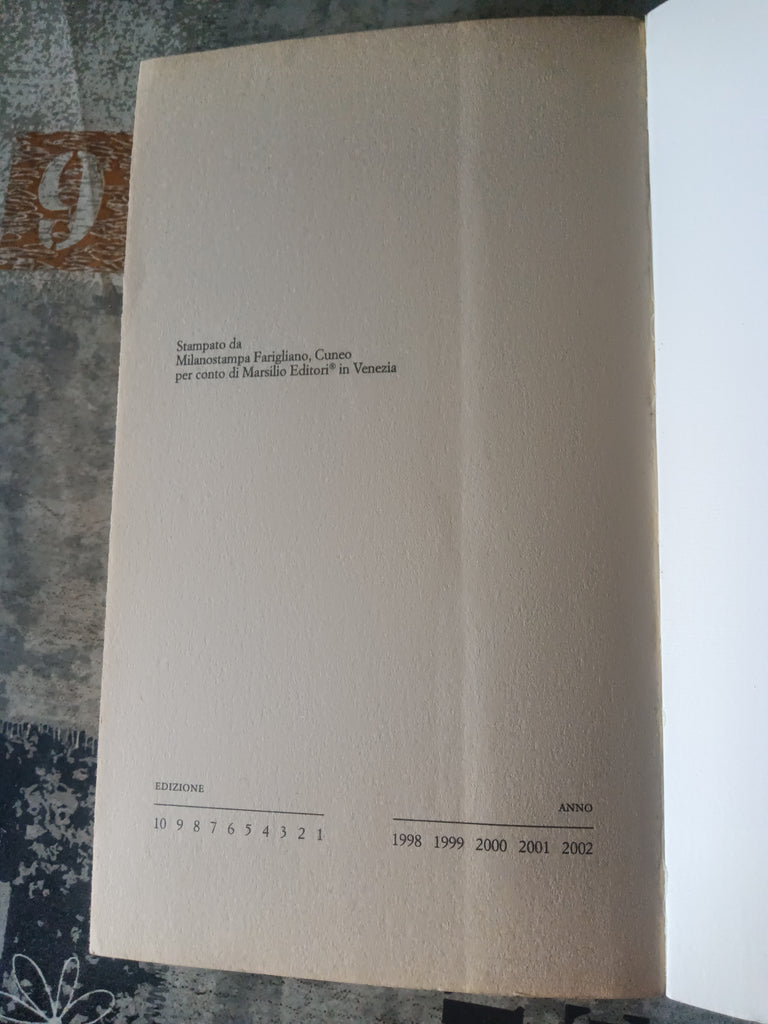 9
Stampato da
Milanostampa Farigliano, Cuneo
per conto di Marsilio Editori® in Venezia
EDIZIONE
10 9 8 7 6 5 4 3 2 1
ANNO
1998 1999 2000 2001 2002